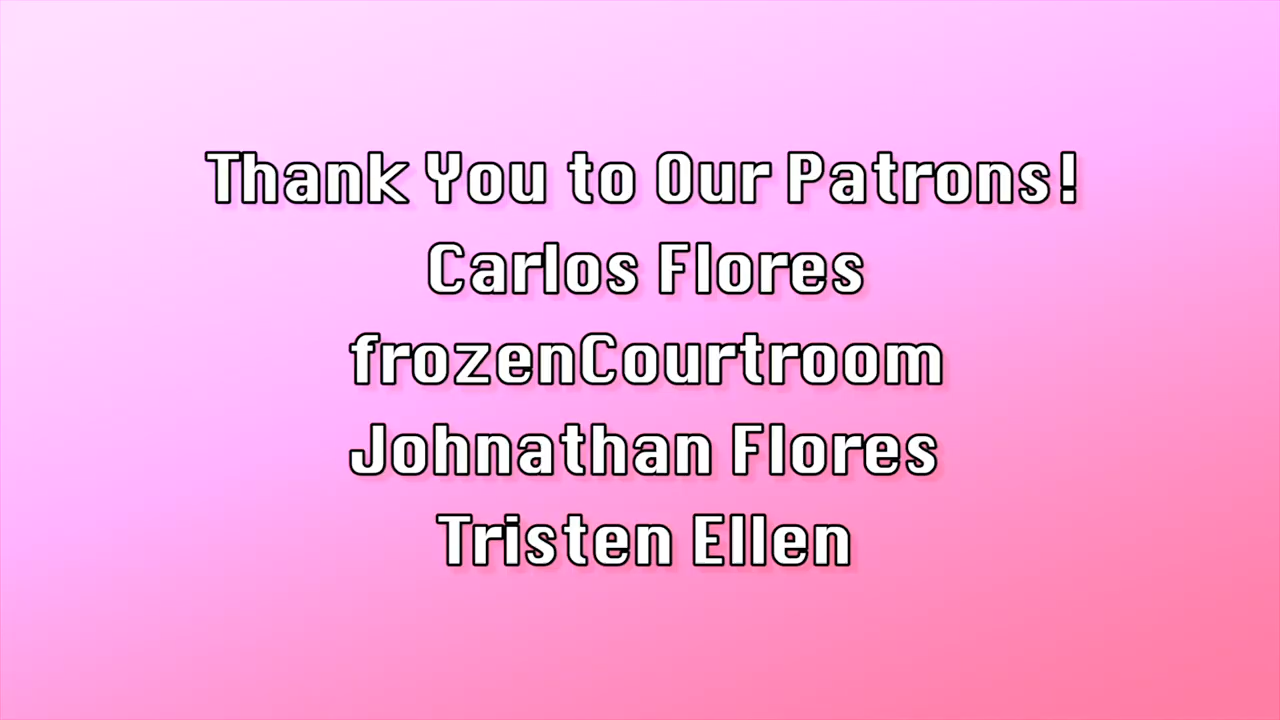 Thank You to Our Patrons!
Carlos Flores
frozenCourtroom
Johnathan Flores
Tristen Ellen